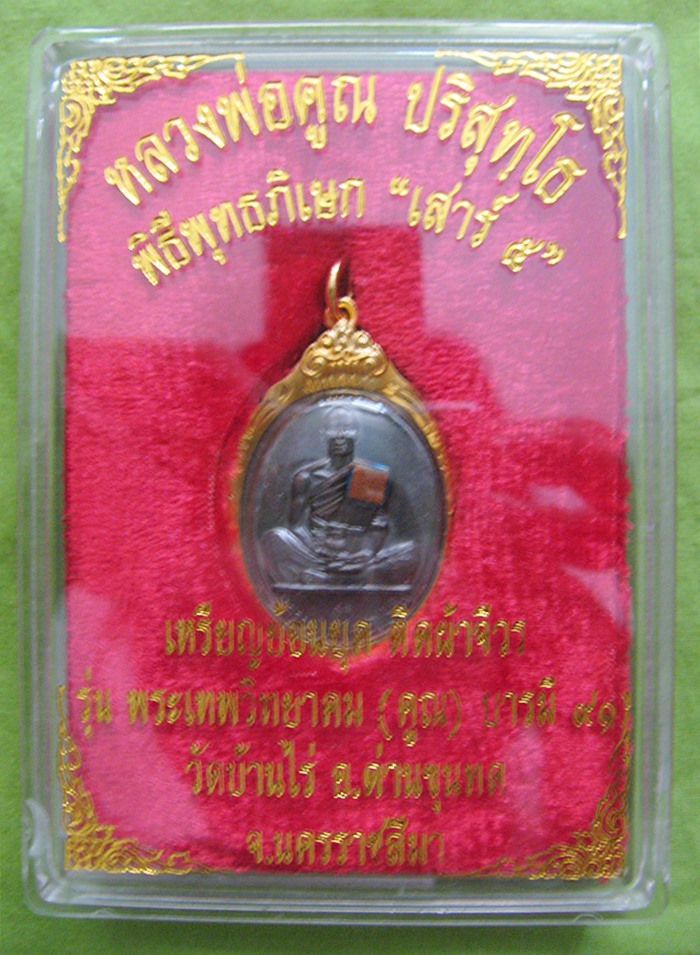 หลวงพ่อคูณ ปริสุทฺโธ
พิธีพุทธภิเษก “เสาร์ ๕”
เหรียญย้อนยุค ติดผ้าจีวร
รุ่น พระเทพวิทยาคม (คูณ) บารมี ๙๑
วัดบ้านไร่ อ.ด่านขุนทด
จ.นครราชสีมา